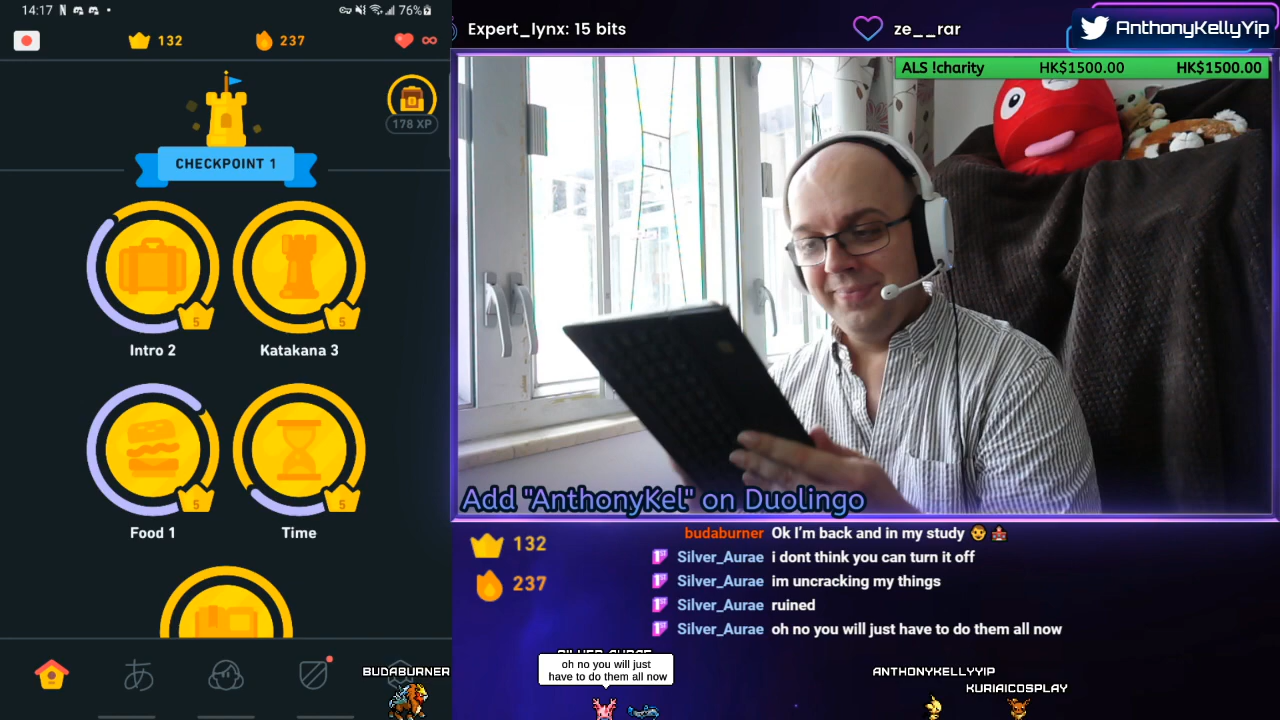 14:17
76%
132
237
∞
178 XP
CHECKPOINT 1
5
5
Intro 2
Katakana 3
5
5
Food 1
Time
あ
BUDABURNER
Expert_lynx: 15 bits
ze__rar
AnthonyKellyYip
ALS !charity HK$1500.00 HK$1500.00
Add "AnthonyKel" on Duolingo
132
237
budaburner Ok I'm back and in my study
Silver_Aurae i dont think you can turn it off
Silver_Aurae im uncracking my things
Silver_Aurae ruined
Silver_Aurae oh no you will just have to do them all now
SILVER_AURAE
oh no you will just
have to do them all now
ANTHONYKELLYYIP
KURIAICOSPLAY